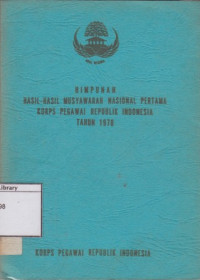 HIMPUNAN
HASIL-HASIL MUSYAWARAH NASIONAL PERTAMA
KORPS PEGAWAI REPUBLIK INDONESIA
TAHUN 1978
Library
KORPS PEGAWAI REPUBLIK INDONESIA